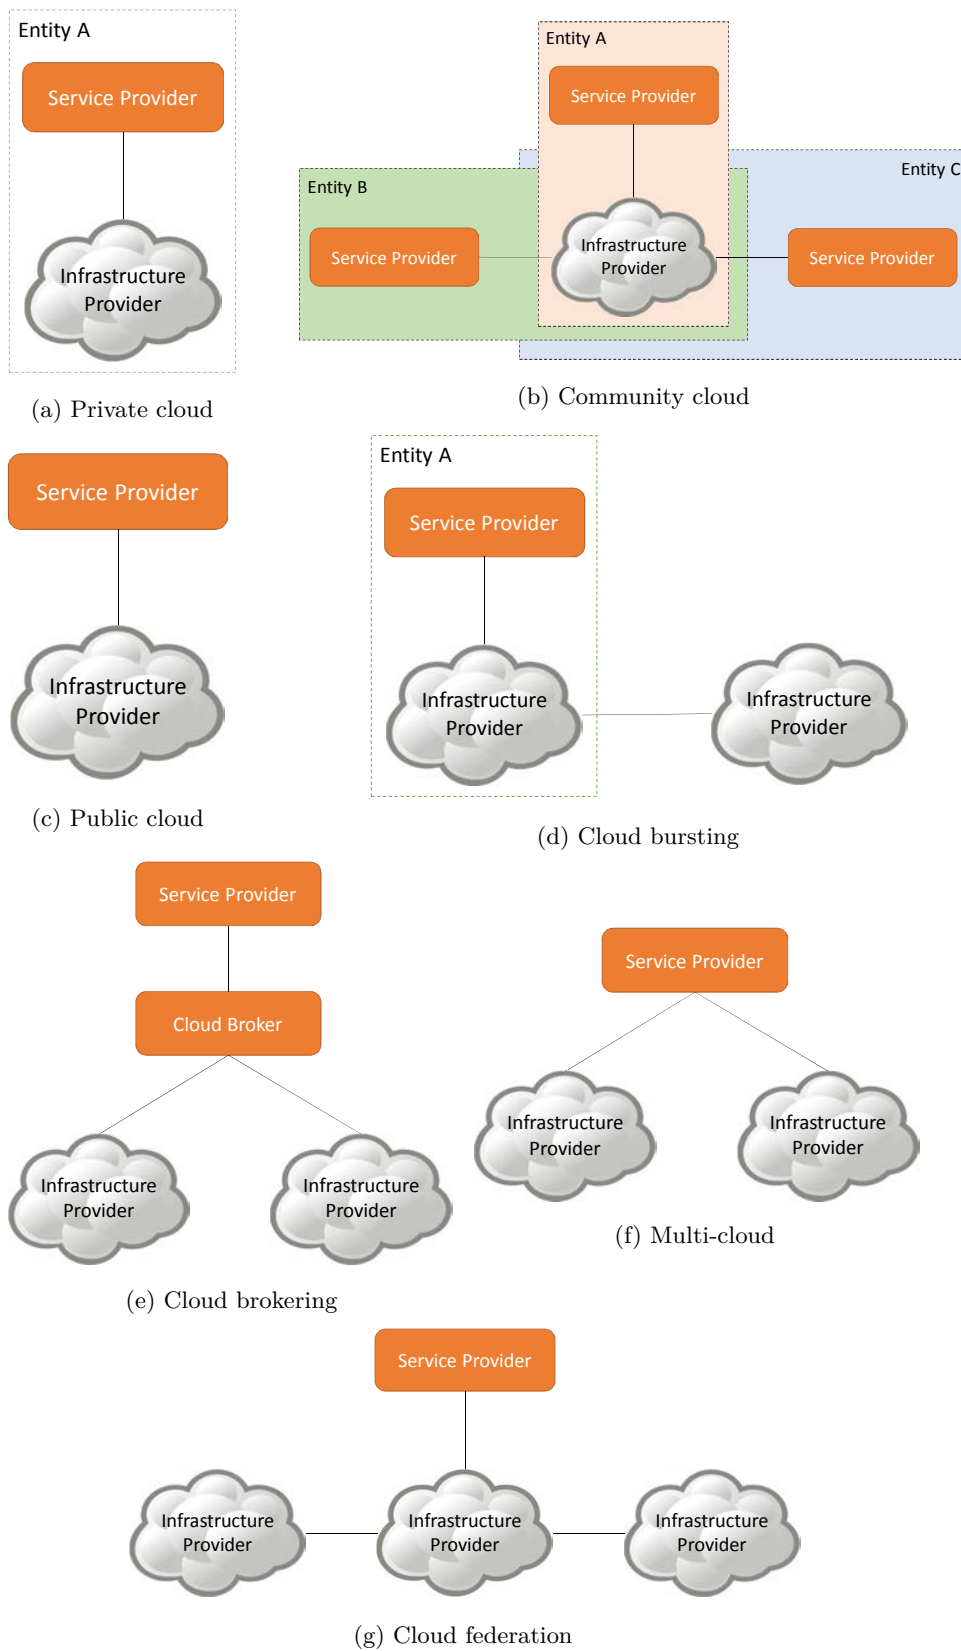 Entity A
Service Provider
Infrastructure
Provider
(a) Private cloud
Entity A
Service Provider
Entity B
Entity C
Service Provider
Infrastructure
Provider
Service Provider
(b) Community cloud
Service Provider
Infrastructure
Provider
(c) Public cloud
Entity A
Service Provider
Infrastructure
Provider
Infrastructure
Provider
(d) Cloud bursting
Service Provider
Cloud Broker
Infrastructure
Provider
Infrastructure
Provider
(e) Cloud brokering
Service Provider
Infrastructure
Provider
Infrastructure
Provider
(f) Multi-cloud
Service Provider
Infrastructure
Provider
Infrastructure
Provider
Infrastructure
Provider
(g) Cloud federation